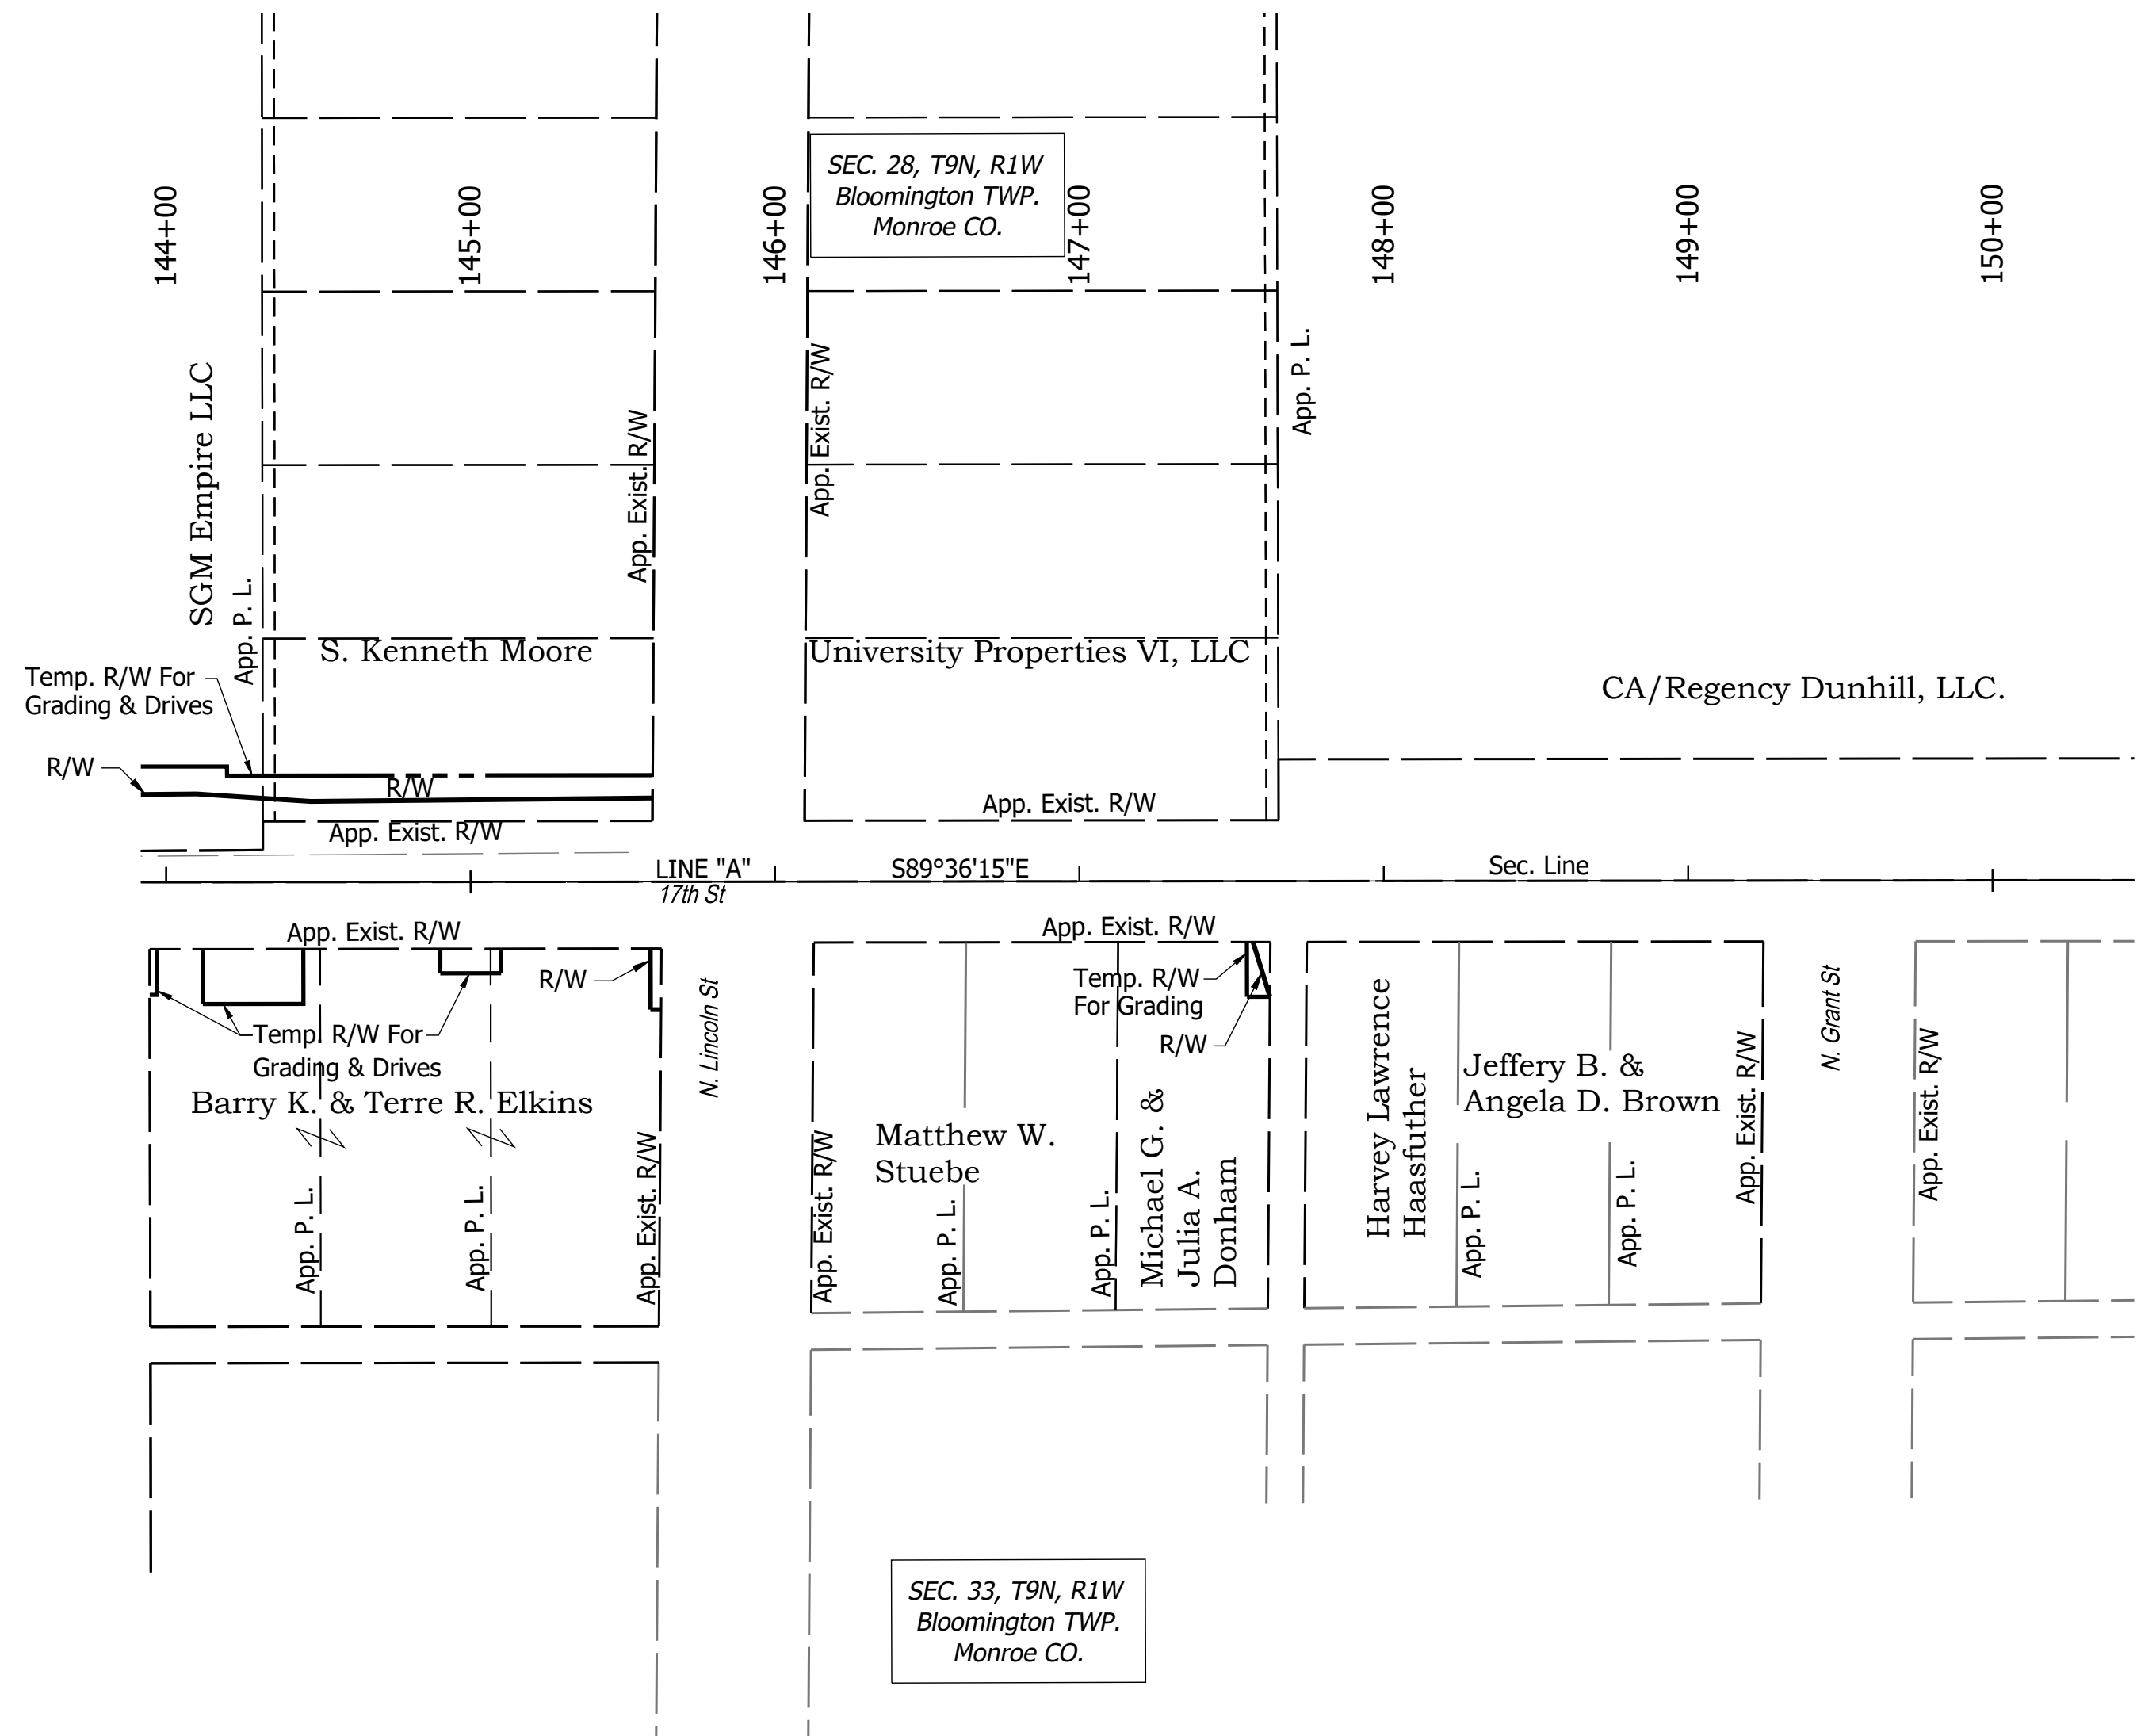 SEC. 28, T9N, R1W
Bloomington TWP.
Monroe CO.
144+00
145+00
146+00
147+00
148+00
149+00
150+00
SGM Empire LLC
App. P. L.
App. Exist. R/W
App. Exist. R/W
App. P. L.
S. Kenneth Moore
University Properties VI, LLC
CA/Regency Dunhill, LLC.
Temp. R/W For
Grading & Drives
R/W
R/W
App. Exist. R/W
App. Exist. R/W
LINE "A"
S89°36'15"E
Sec. Line
17th St
App. Exist. R/W
App. Exist. R/W
R/W
Temp. R/W
For Grading
R/W
Temp. R/W For
Grading & Drives
Barry K. & Terre R. Elkins
N. Lincoln St
Matthew W.
Stuebe
Michael G. &
Julia A.
Donham
Harvey Lawrence
Haasfuther
Jeffery B. &
Angela D. Brown
N. Grant St
App. P. L.
App. P. L.
App. Exist. R/W
App. Exist. R/W
App. P. L.
App. P. L.
App. P. L.
App. P. L.
App. Exist. R/W
App. Exist. R/W
SEC. 33, T9N, R1W
Bloomington TWP.
Monroe CO.